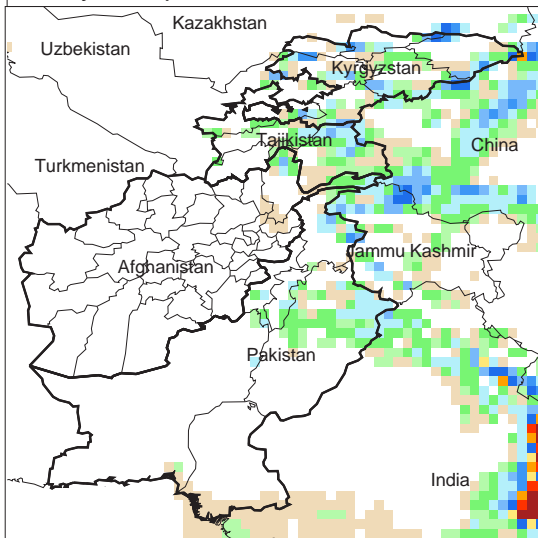 Kazakhstan
Uzbekistan
Kyrgyzstan
Tajikistan
China
Turkmenistan
Jammu Kashmir
Afghanistan
Pakistan
India